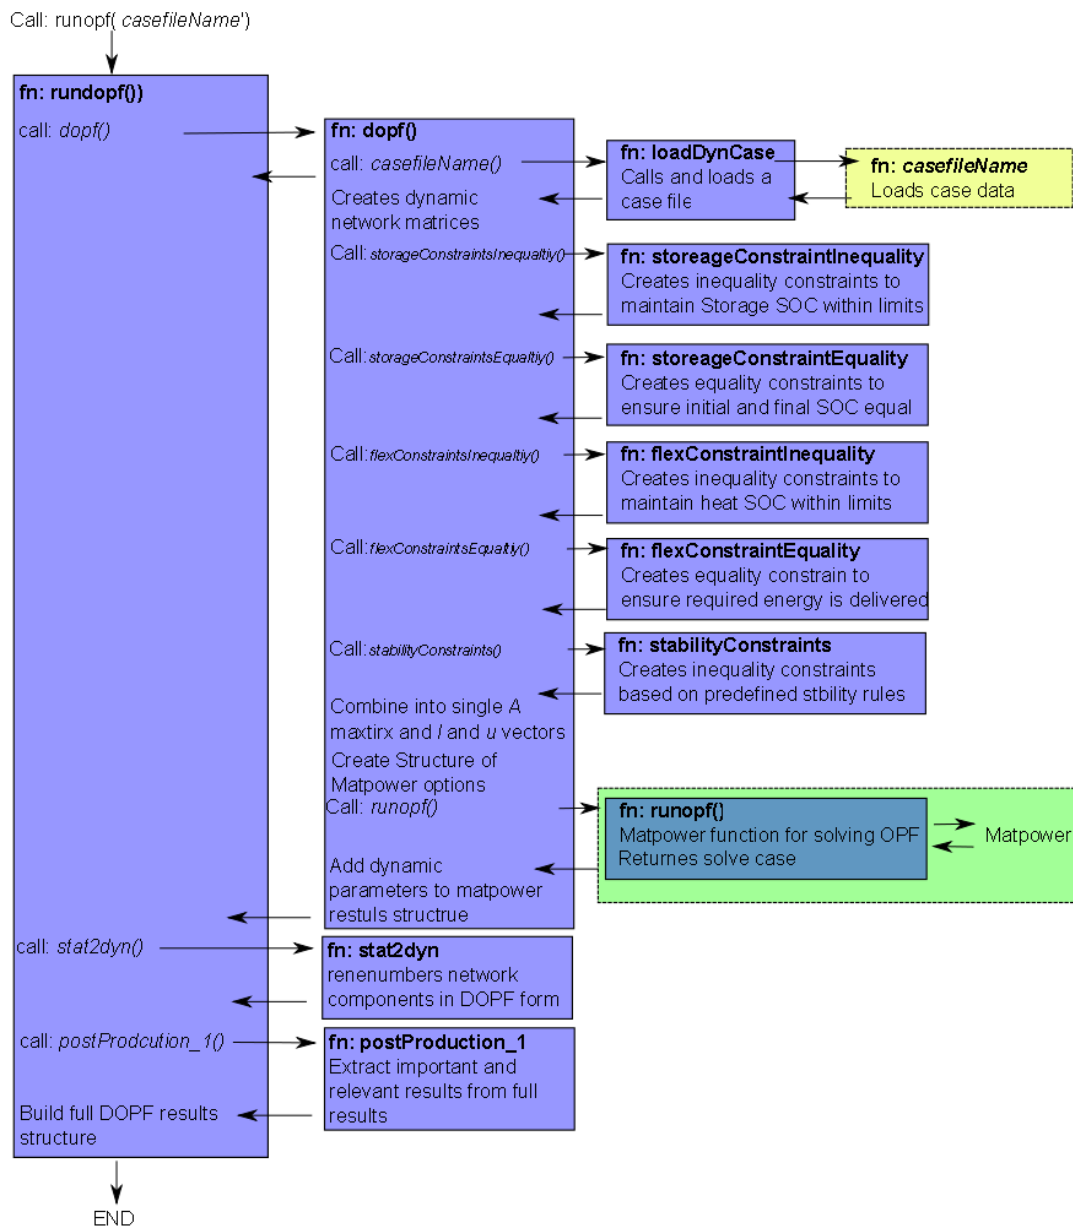 Call: runopf( casefileName')
fn: rundopf())
call: dopf()
fn: dopf()
call: casefileName()
Creates dynamic
network matrices
fn: loadDynCase
Calls and loads a
case file
fn: casefileName
Loads case data
Call: storageConstraintsInequaltiy()
fn: storeageConstraintInequality
Creates inequality constraints to
maintain Storage SOC within limits
Call: storageConstraintsEqualtiy()
fn: storeageConstraintEquality
Creates equality constraints to
ensure initial and final SOC equal
Call: flexConstraintsInequaltiy()
fn: flexConstraintInequality
Creates inequality constraints to
maintain heat SOC within limits
Call: flexConstraintsEqualtiy()
fn: flexConstraintEquality
Creates equality constrain to
ensure required energy is delivered
Call: stabilityConstraints()
fn: stabilityConstraints
Creates inequality constraints
based on predefined stbility rules
Combine into single A
maxtirx and l and u vectors
Create Structure of
Matpower options
Call: runopf()
fn: runopf()
Matpower function for solving OPF
Returnes solve case
Matpower
Add dynamic
parameters to matpower
restuls structrue
call: stat2dyn()
fn: stat2dyn
renenumbers network
components in DOPF form
call: postProdcution_1()
fn: postProduction_1
Extract important and
relevant results from full
results
Build full DOPF results
structure
END